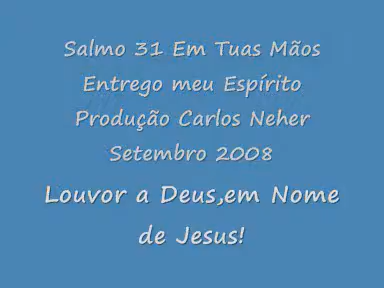 Salmo 31 Em Tuas Mãos
Entrego meu Espírito
Produção Carlos Neher
Setembro 2008
Louvor a Deus,em Nome
de Jesus!